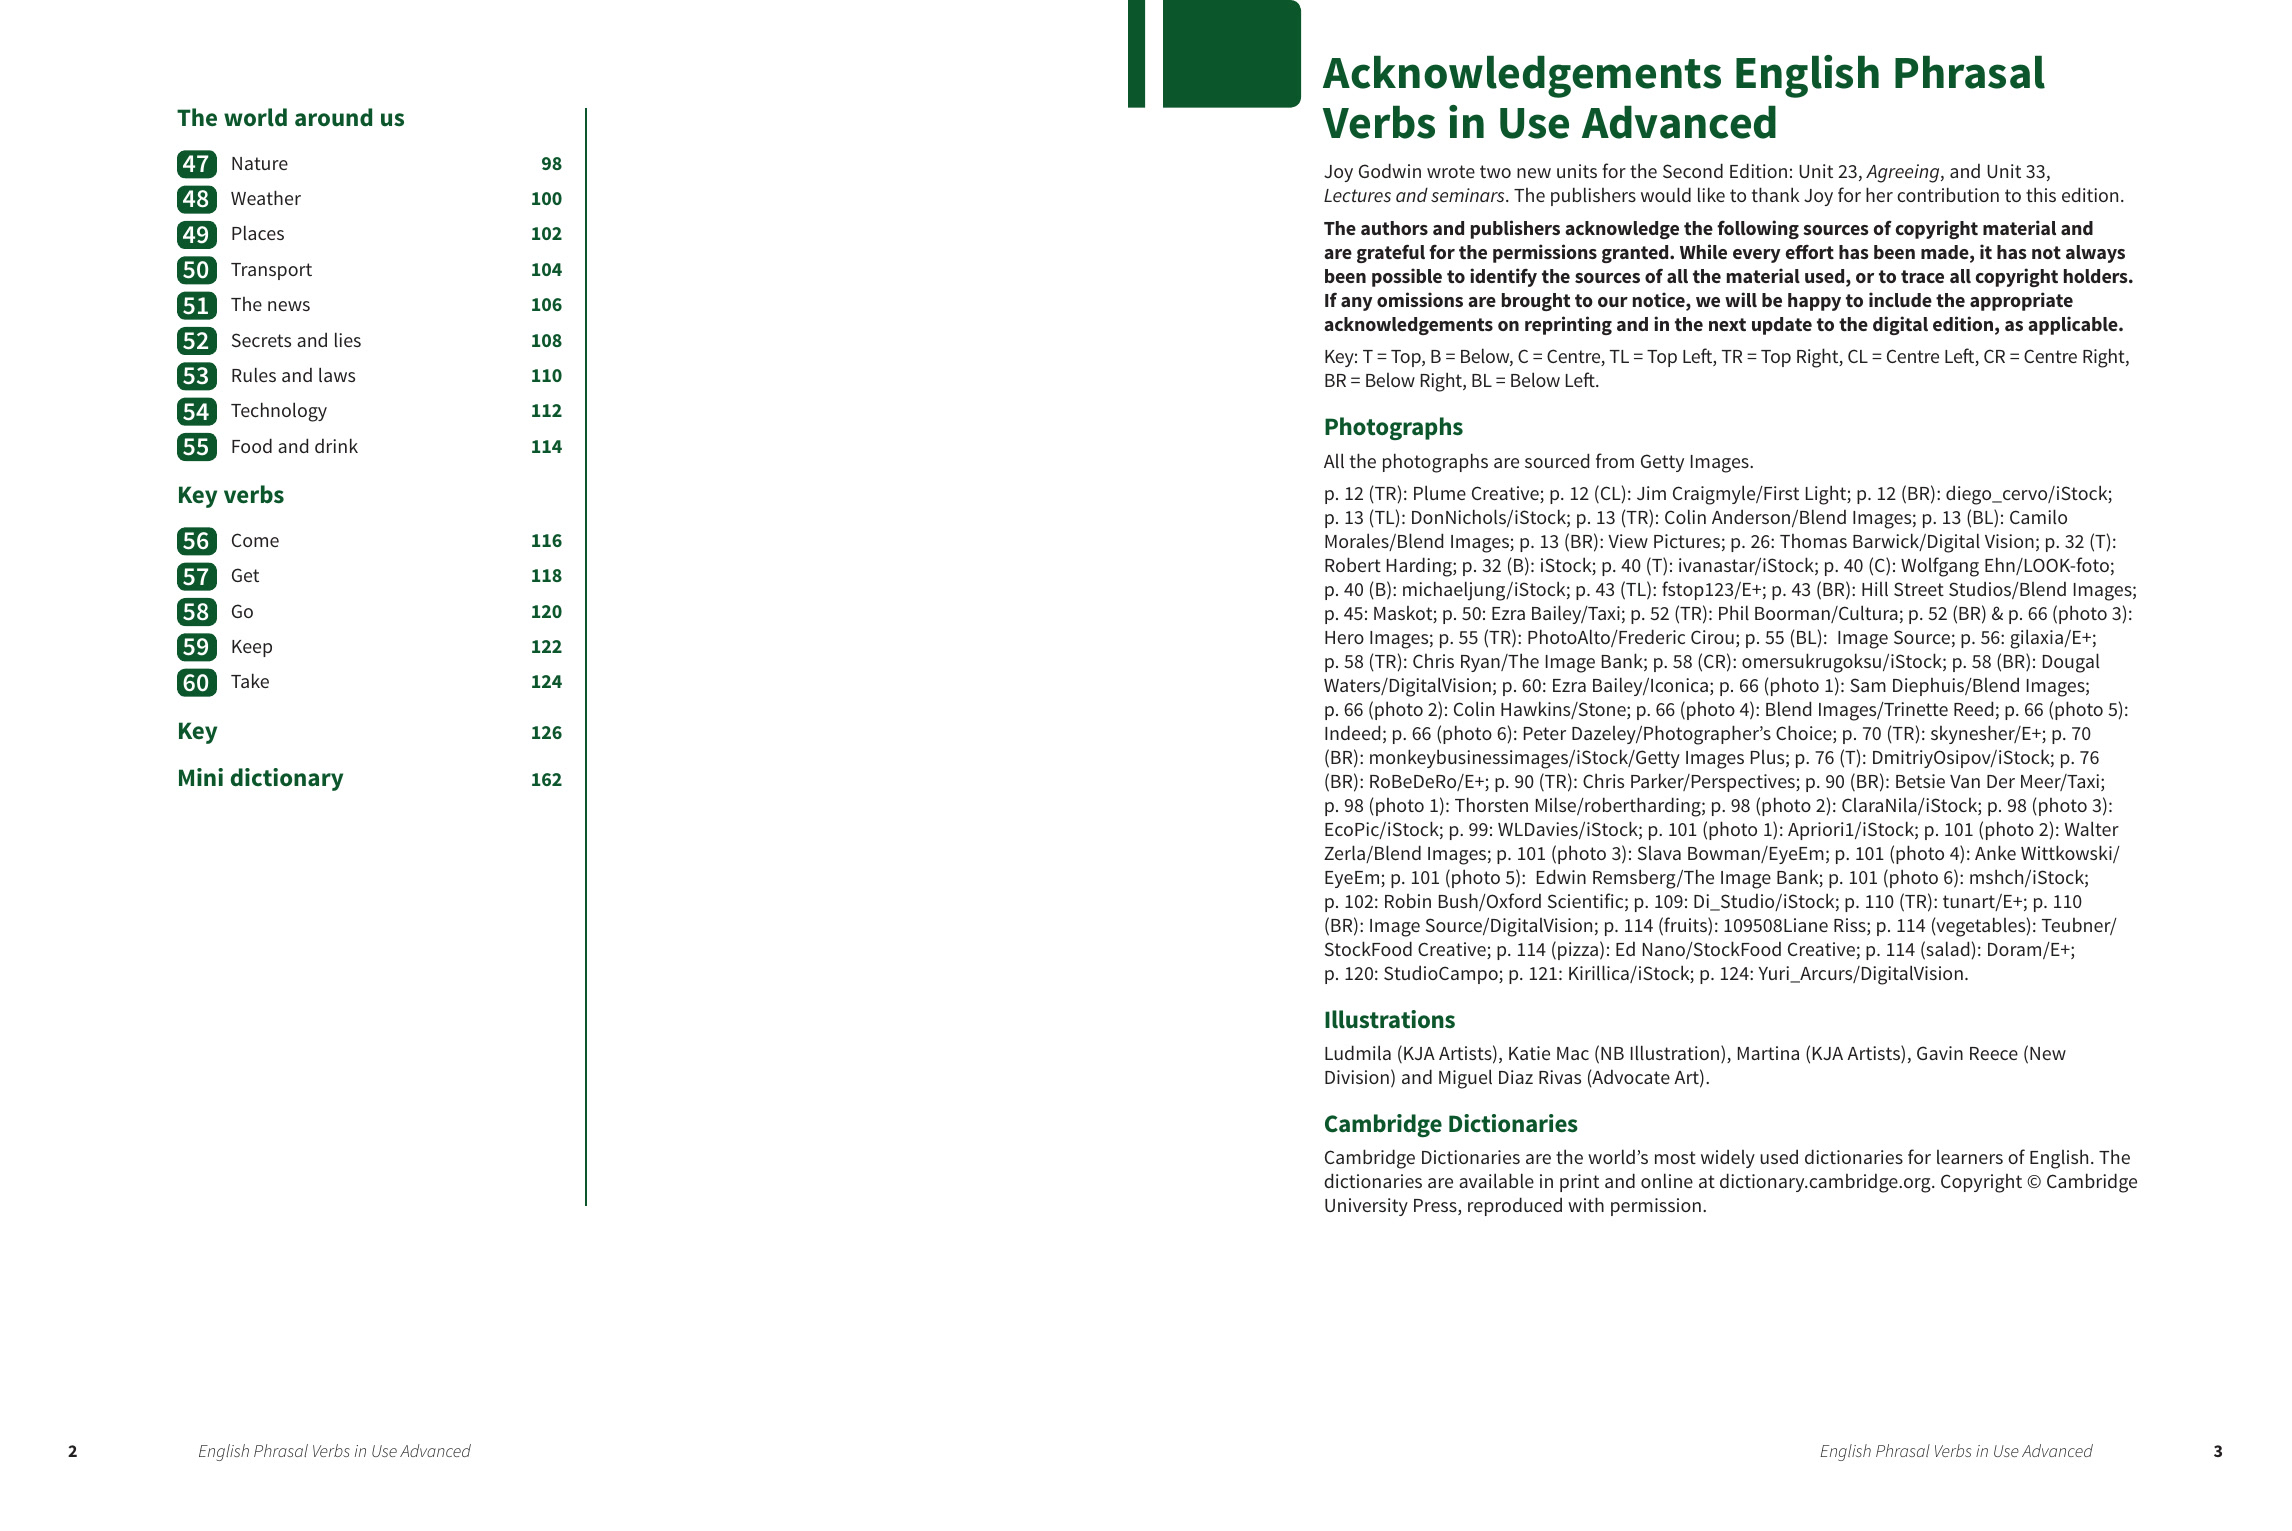 The world around us
47 Nature 98
48 Weather 100
49 Places 102
50 Transport 104
51 The news 106
52 Secrets and lies 108
53 Rules and laws 110
54 Technology 112
55 Food and drink 114
Key verbs
56 Come 116
57 Get 118
58 Go 120
59 Keep 122
60 Take 124
Key 126
Mini dictionary 162
2 English Phrasal Verbs in Use Advanced
Acknowledgements English Phrasal
Verbs in Use Advanced
Joy Godwin wrote two new units for the Second Edition: Unit 23, Agreeing, and Unit 33,
Lectures and seminars. The publishers would like to thank Joy for her contribution to this edition.
The authors and publishers acknowledge the following sources of copyright material and
are grateful for the permissions granted. While every effort has been made, it has not always
been possible to identify the sources of all the material used, or to trace all copyright holders.
If any omissions are brought to our notice, we will be happy to include the appropriate
acknowledgements on reprinting and in the next update to the digital edition, as applicable.
Key: T = Top, B = Below, C = Centre, TL = Top Left, TR = Top Right, CL = Centre Left, CR = Centre Right,
BR = Below Right, BL = Below Left.
Photographs
All the photographs are sourced from Getty Images.
p. 12 (TR): Plume Creative; p. 12 (CL): Jim Craigmyle/First Light; p. 12 (BR): diego_cervo/iStock;
p. 13 (TL): DonNichols/iStock; p. 13 (TR): Colin Anderson/Blend Images; p. 13 (BL): Camilo
Morales/Blend Images; p. 13 (BR): View Pictures; p. 26: Thomas Barwick/Digital Vision; p. 32 (T):
Robert Harding; p. 32 (B): iStock; p. 40 (T): ivanastar/iStock; p. 40 (C): Wolfgang Ehn/LOOK-foto;
p. 40 (B): michaeljung/iStock; p. 43 (TL): fstop123/E+; p. 43 (BR): Hill Street Studios/Blend Images;
p. 45: Maskot; p. 50: Ezra Bailey/Taxi; p. 52 (TR): Phil Boorman/Cultura; p. 52 (BR) & p. 66 (photo 3):
Hero Images; p. 55 (TR): PhotoAlto/Frederic Cirou; p. 55 (BL): Image Source; p. 56: gilaxia/E+;
p. 58 (TR): Chris Ryan/The Image Bank; p. 58 (CR): omersukrugoksu/iStock; p. 58 (BR): Dougal
Waters/DigitalVision; p. 60: Ezra Bailey/Iconica; p. 66 (photo 1): Sam Diephuis/Blend Images;
p. 66 (photo 2): Colin Hawkins/Stone; p. 66 (photo 4): Blend Images/Trinette Reed; p. 66 (photo 5):
Indeed; p. 66 (photo 6): Peter Dazeley/Photographer’s Choice; p. 70 (TR): skynesher/E+; p. 70
(BR): monkeybusinessimages/iStock/Getty Images Plus; p. 76 (T): DmitriyOsipov/iStock; p. 76
(BR): RoBeDeRo/E+; p. 90 (TR): Chris Parker/Perspectives; p. 90 (BR): Betsie Van Der Meer/Taxi;
p. 98 (photo 1): Thorsten Milse/robertharding; p. 98 (photo 2): ClaraNila/iStock; p. 98 (photo 3):
EcoPic/iStock; p. 99: WLDavies/iStock; p. 101 (photo 1): Apriori1/iStock; p. 101 (photo 2): Walter
Zerla/Blend Images; p. 101 (photo 3): Slava Bowman/EyeEm; p. 101 (photo 4): Anke Wittkowski/
EyeEm; p. 101 (photo 5): Edwin Remsberg/The Image Bank; p. 101 (photo 6): mshch/iStock;
p. 102: Robin Bush/Oxford Scientific; p. 109: Di_Studio/iStock; p. 110 (TR): tunart/E+; p. 110
(BR): Image Source/DigitalVision; p. 114 (fruits): 109508Liane Riss; p. 114 (vegetables): Teubner/
StockFood Creative; p. 114 (pizza): Ed Nano/StockFood Creative; p. 114 (salad): Doram/E+;
p. 120: StudioCampo; p. 121: Kirillica/iStock; p. 124: Yuri_Arcurs/DigitalVision.
Illustrations
Ludmila (KJA Artists), Katie Mac (NB Illustration), Martina (KJA Artists), Gavin Reece (New
Division) and Miguel Diaz Rivas (Advocate Art).
Cambridge Dictionaries
Cambridge Dictionaries are the world’s most widely used dictionaries for learners of English. The
dictionaries are available in print and online at dictionary.cambridge.org. Copyright © Cambridge
University Press, reproduced with permission.
English Phrasal Verbs in Use Advanced 3